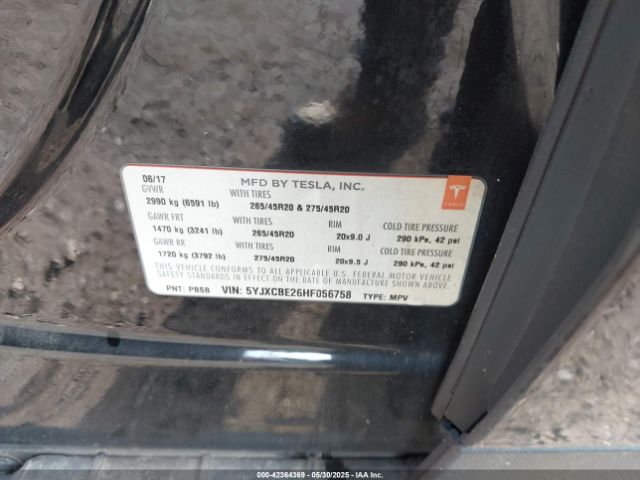 06/17 MFD BY TESLA, INC.
GVWR WITH TIRES
2990 kg (6591 lb) 265/45R20 & 275/45R20
GAWR FRT WITH TIRES RIM COLD TIRE PRESSURE
1470 kg (3241 lb) 265/45R20 20x9.0 J 290 kPa, 42 psi
GAWR RR WITH TIRES RIM COLD TIRE PRESSURE
1720 kg (3792 lb) 275/45R20 20x9.5 J 290 kPa, 42 psi
THIS VEHICLE CONFORMS TO ALL APPLICABLE U.S. FEDERAL MOTOR VEHICLE
SAFETY STANDARDS IN EFFECT ON THE DATE OF MANUFACTURE SHOWN ABOVE.
PNT: PBSB VIN: 5YJXCBE26HF056758 TYPE: MPV
TESLA
00-42364369 05/30/2025 IAA Inc.